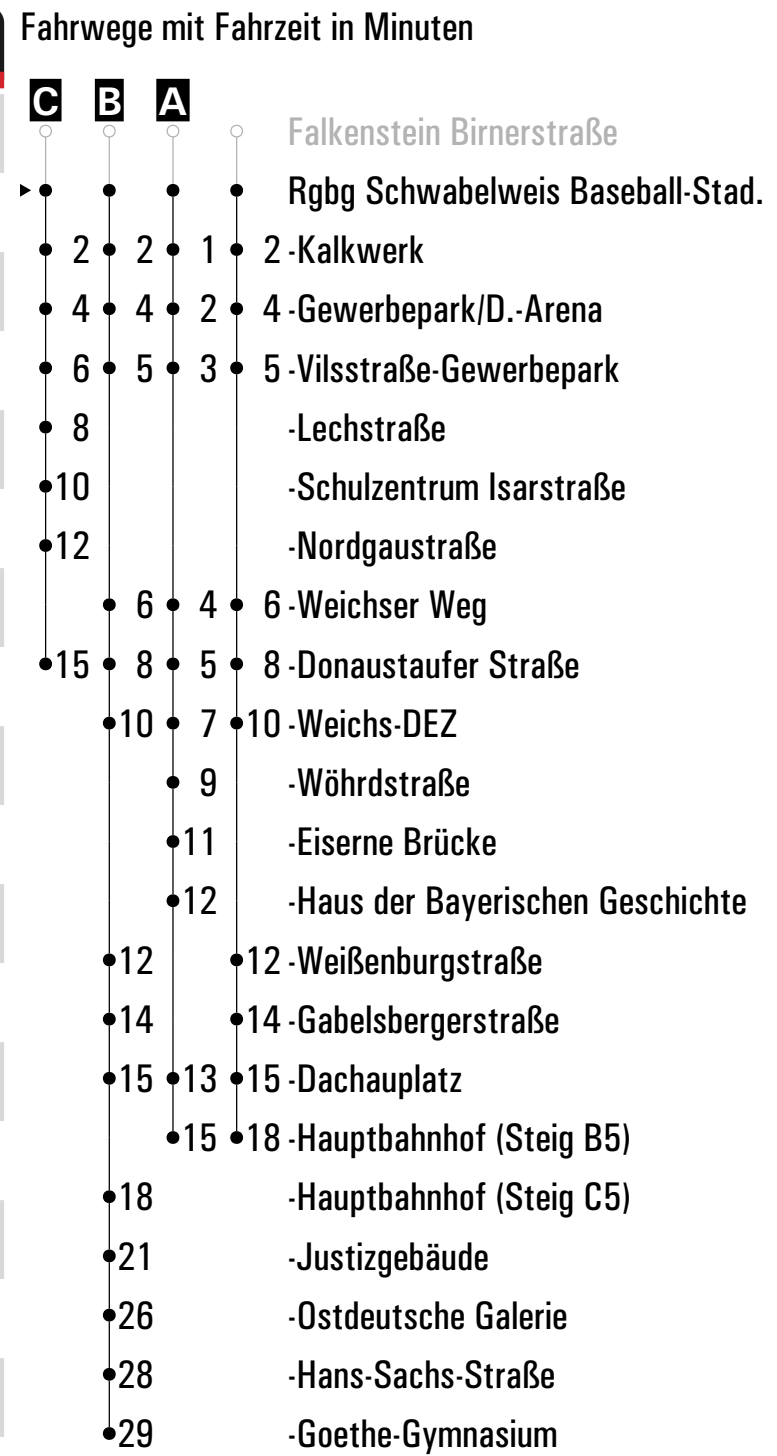 Fahrwege mit Fahrzeit in Minuten
C B A
Falkenstein Birnerstraße
Rgbg Schwabelweis Baseball-Stad.
2 2 1 2 -Kalkwerk
4 4 2 4 -Gewerbepark/D.-Arena
6 5 3 5 -Vilsstraße-Gewerbepark
8 -Lechstraße
10 -Schulzentrum Isarstraße
12 -Nordgaustraße
6 4 6 -Weichser Weg
15 8 5 8 -Donaustaufer Straße
10 7 10 -Weichs-DEZ
9 -Wöhrdstraße
11 -Eiserne Brücke
12 -Haus der Bayerischen Geschichte
12 12 -Weißenburgstraße
14 14 -Gabelsbergerstraße
15 13 15 -Dachauplatz
15 18 -Hauptbahnhof (Steig B5)
18 -Hauptbahnhof (Steig C5)
21 -Justizgebäude
26 -Ostdeutsche Galerie
28 -Hans-Sachs-Straße
29 -Goethe-Gymnasium